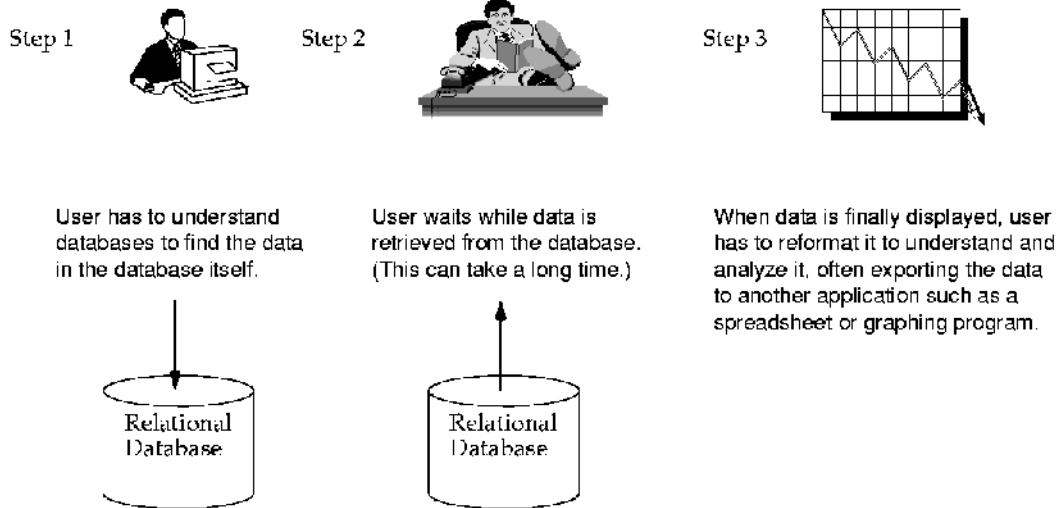 Step 1
Step 2
Step 3
User has to understand
databases to find the data
in the database itself.
User waits while data is
retrieved from the database.
(This can take a long time.)
When data is finally displayed, user
has to reformat it to understand and
analyze it, often exporting the data
to another application such as a
spreadsheet or graphing program.
Relational
Database
Relational
Database